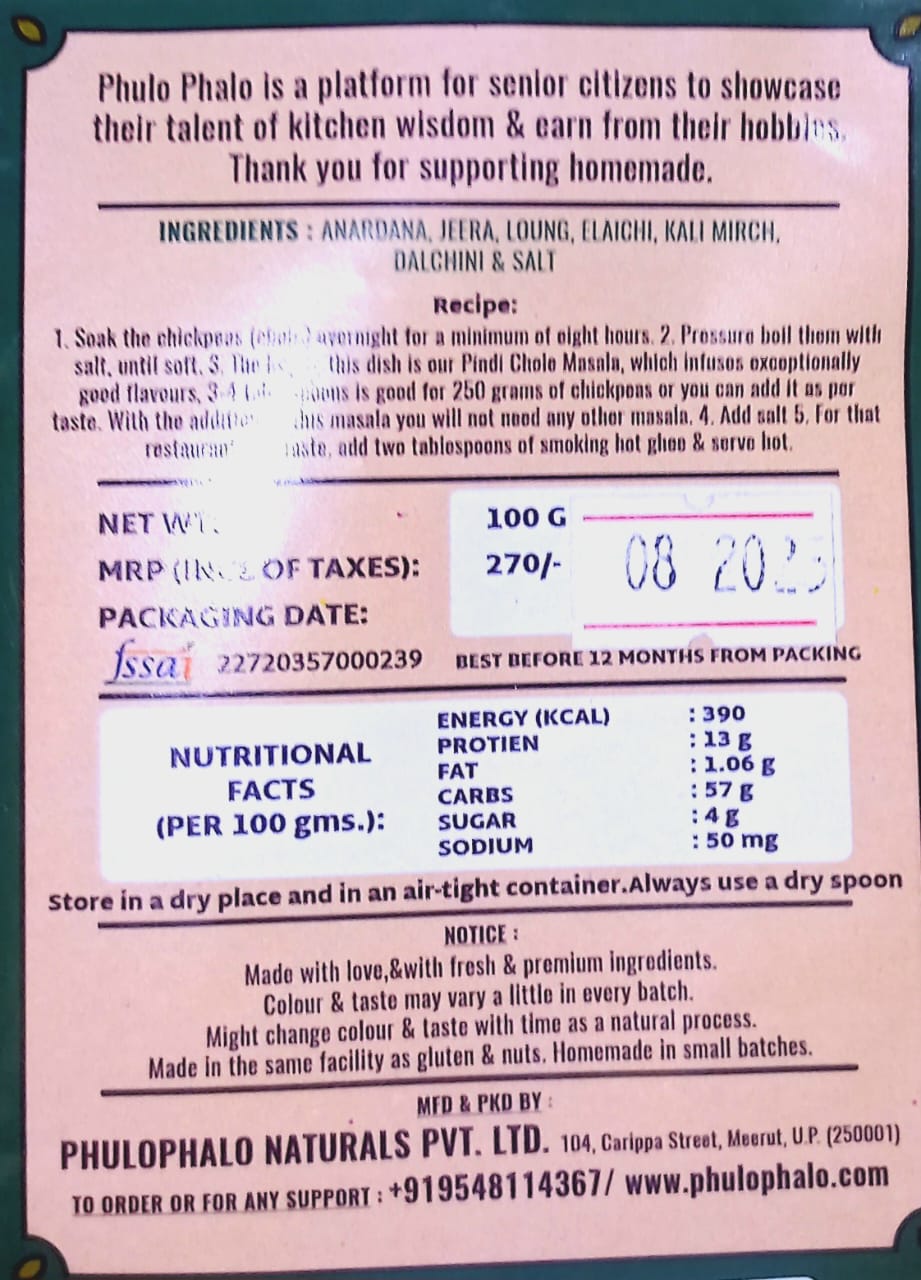 Phulo Phalo is a platform for senior citizens to showcase
their talent of kitchen wisdom & earn from their hobbies.
Thank you for supporting homemade.
INGREDIENTS : ANARDANA, JEERA, LOUNG, ELAICHI, KALI MIRCH,
DALCHINI & SALT
Recipe:
1. Soak the chickpeas overnight for a minimum of eight hours. 2. Pressure boil them with
salt, until soft. 3. The this dish is our Pindi Chole Masala, which infuses exceptionally
good flavours, 3-4 is good for 250 grams of chickpeas or you can add it as per
taste. With the this masala you will not need any other masala. 4. Add salt 5. For that
taste, add two tablespoons of smoking hot ghee & serve hot.
NET WT: 100 G
MRP OF TAXES): 270/-
08
PACKAGING DATE:
fssai 22720357000239 BEST BEFORE 12 MONTHS FROM PACKING
NUTRITIONAL
FACTS
(PER 100 gms.):
ENERGY (KCAL) : 390
PROTIEN : 13 g
FAT : 1.06 g
CARBS : 57 g
SUGAR : 4 g
SODIUM : 50 mg
Store in a dry place and in an air-tight container.Always use a dry spoon
NOTICE :
Made with love,&with fresh & premium ingredients.
Colour & taste may vary a little in every batch.
Might change colour & taste with time as a natural process.
Made in the same facility as gluten & nuts. Homemade in small batches.
MFD & PKD BY :
PHULOPHALO NATURALS PVT. LTD. 104, Carippa Street, Meerut, U.P. (250001)
TO ORDER OR FOR ANY SUPPORT : +919548114367/ www.phulophalo.com